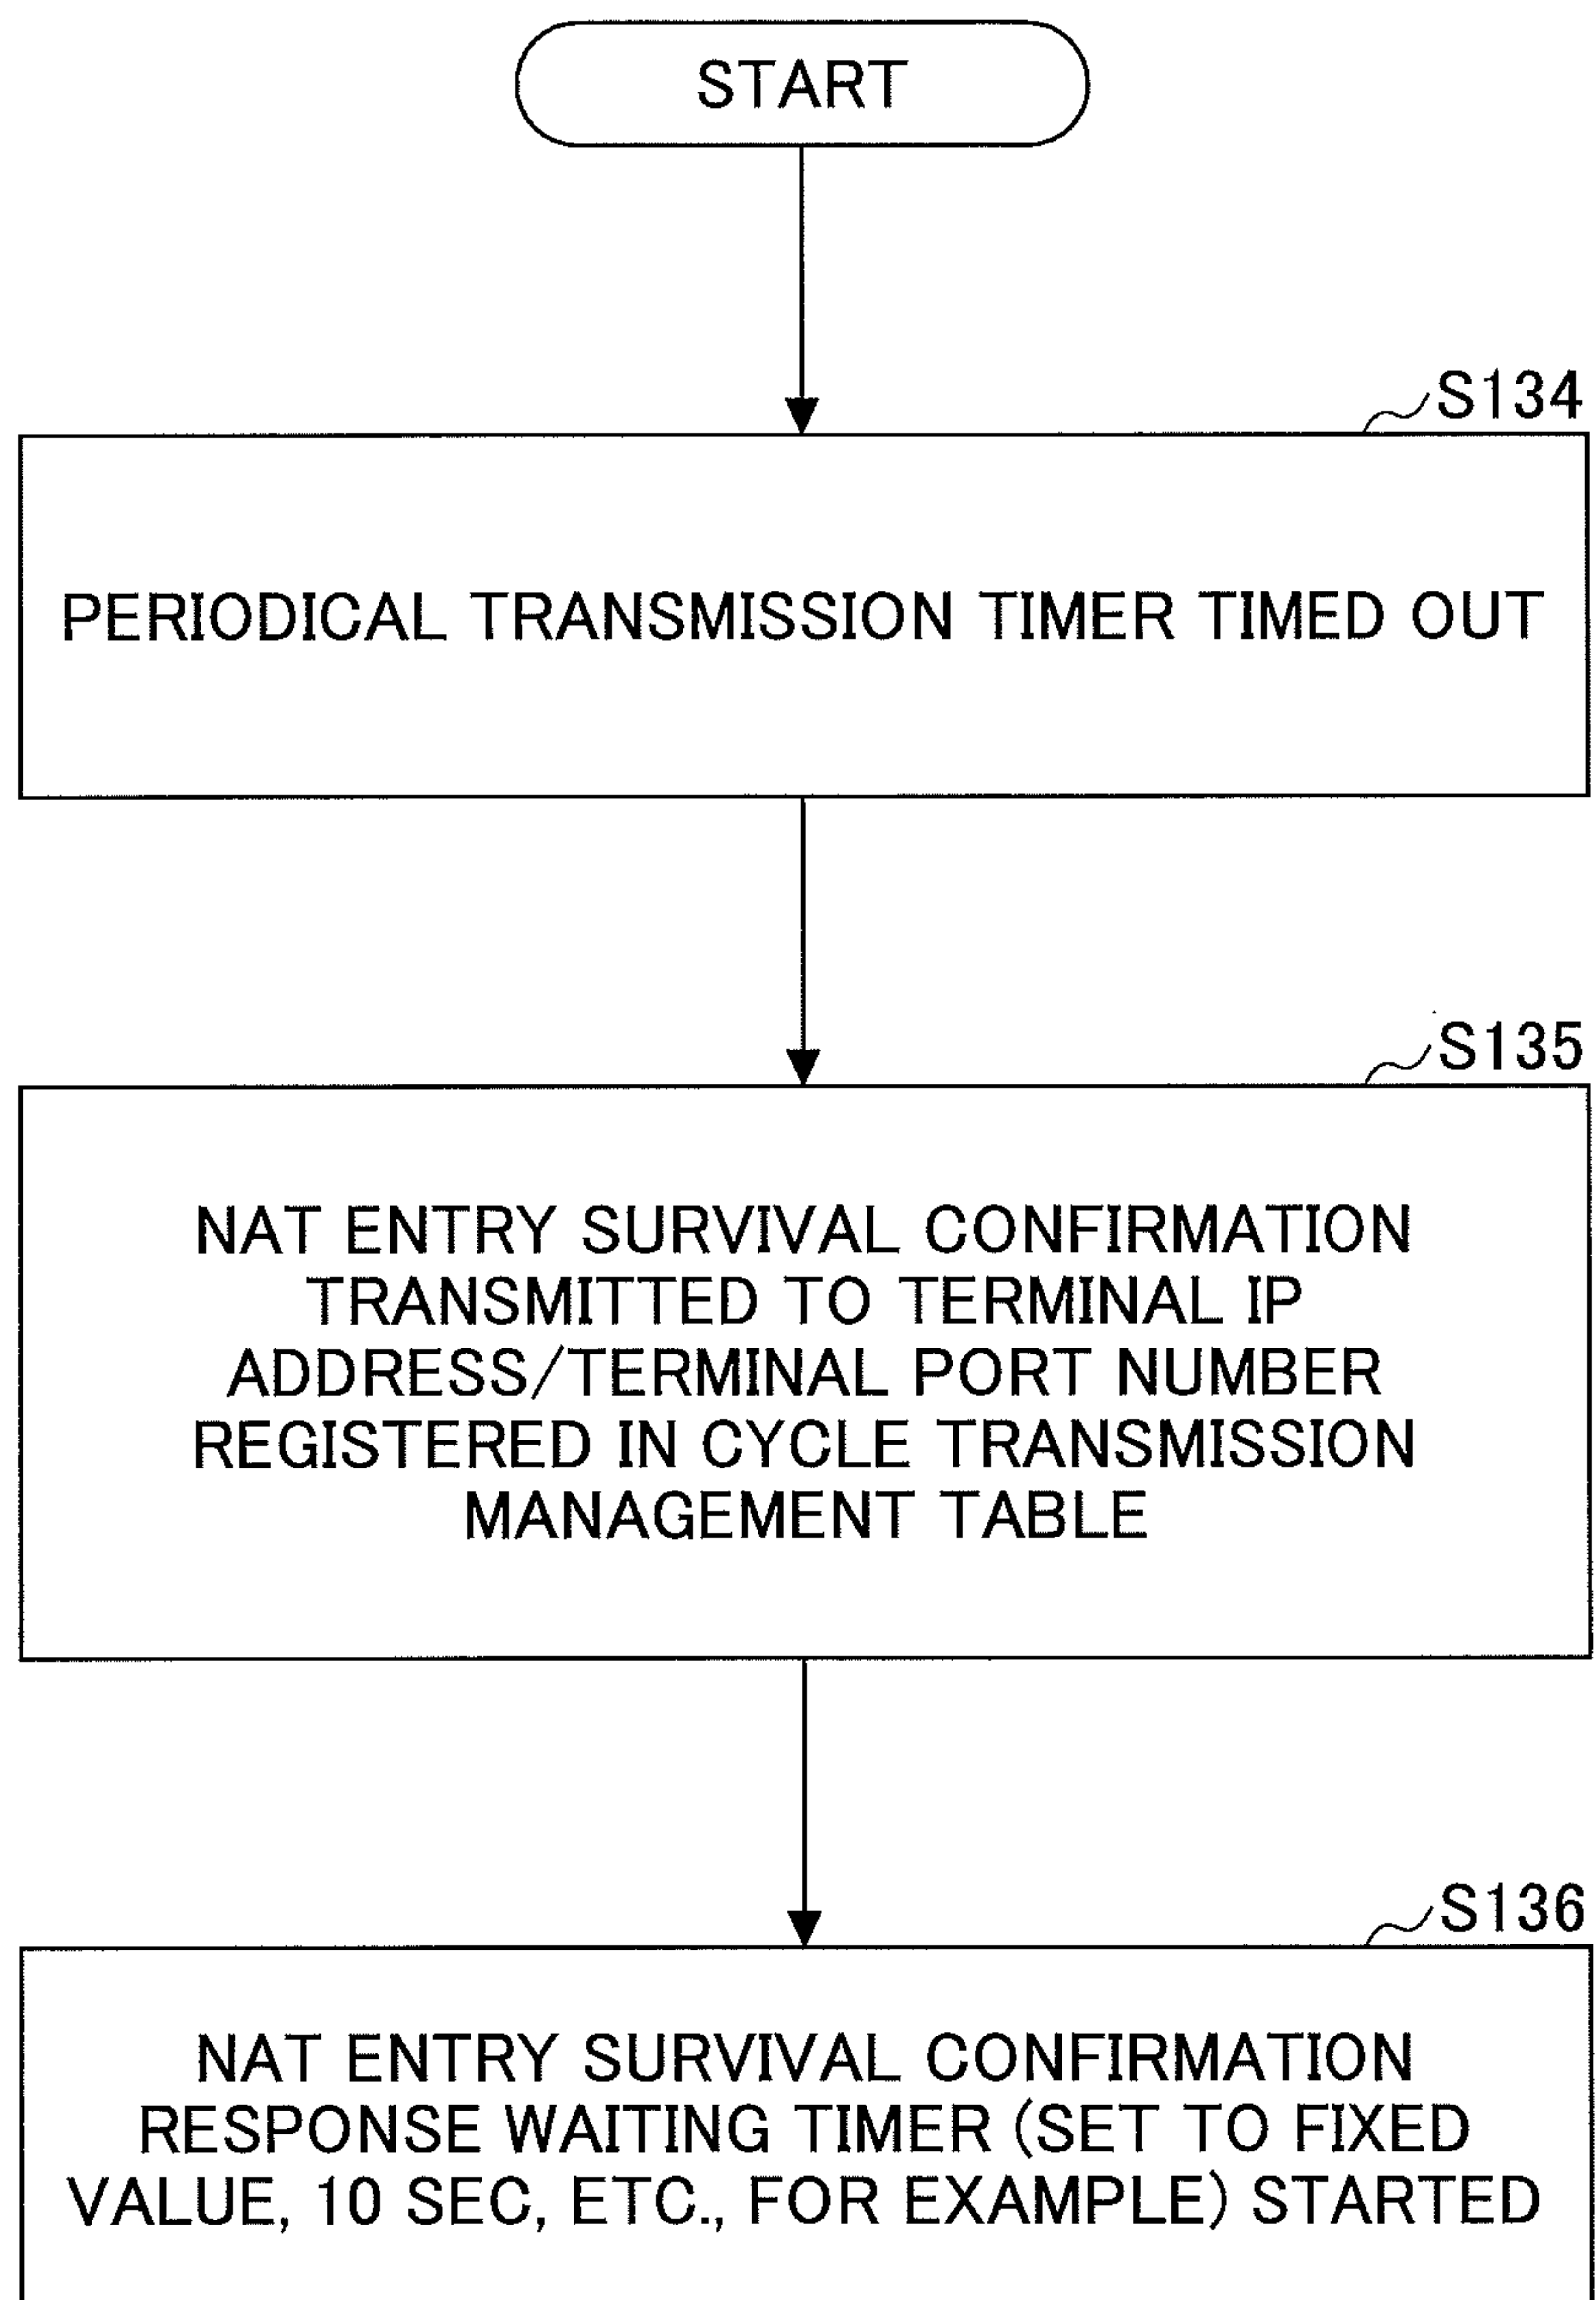 START
S134
PERIODICAL TRANSMISSION TIMER TIMED OUT
S135
NAT ENTRY SURVIVAL CONFIRMATION
TRANSMITTED TO TERMINAL IP
ADDRESS/TERMINAL PORT NUMBER
REGISTERED IN CYCLE TRANSMISSION
MANAGEMENT TABLE
S136
NAT ENTRY SURVIVAL CONFIRMATION
RESPONSE WAITING TIMER (SET TO FIXED
VALUE, 10 SEC, ETC., FOR EXAMPLE) STARTED